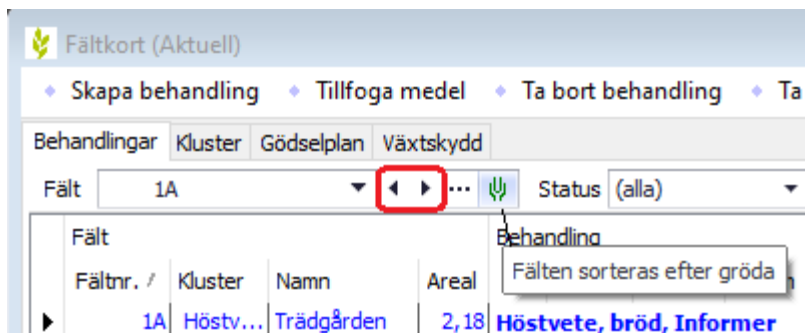 Fältkort (Aktuell)
Skapa behandling Tillfoga medel Ta bort behandling Ta
Behandlingar Kluster Gödselplan Växtskydd
Fält 1A ... Status (alla)
Fält Behandling
Fältnr. Kluster Namn Areal
Fälten sorteras efter gröda
1A Höstv... Trädgården 2,18 Höstvete, bröd, Informer